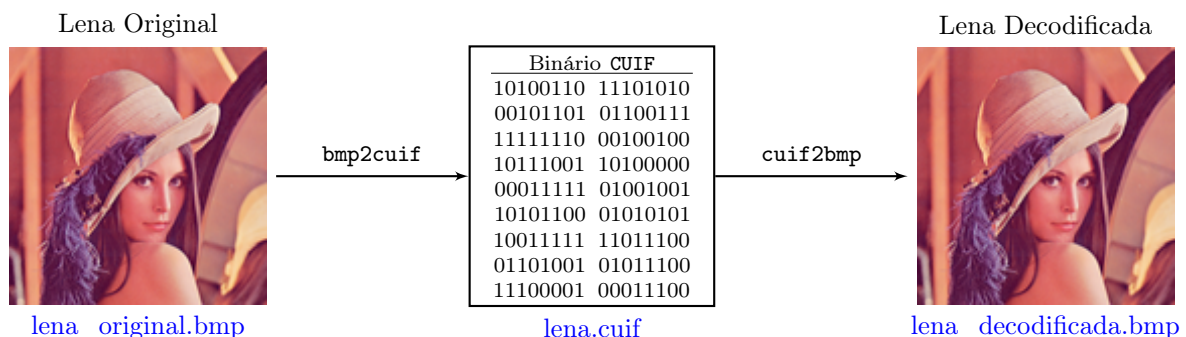 Lena Original
lena original.bmp
bmp2cuif
Binário CUIF
10100110 11101010
00101101 01100111
11111110 00100100
10111001 10100000
00011111 01001001
10101100 01010101
10011111 11011100
01101001 01011100
11100001 00011100
lena.cuif
cuif2bmp
Lena Decodificada
lena decodificada.bmp